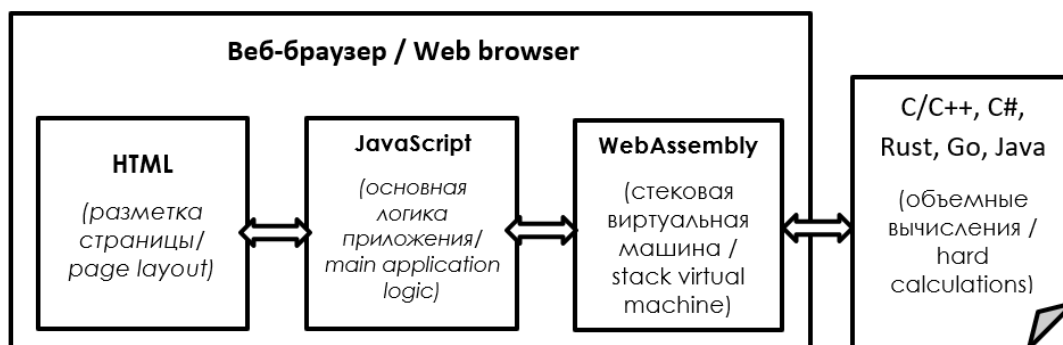 Веб-браузер / Web browser
HTML
(разметка
страницы/
page layout)
JavaScript
(основная
логика
приложения/
main application
logic)
WebAssembly
(стековая
виртуальная
машина /
stack virtual
machine)
C/C++, C#,
Rust, Go, Java
(объемные
вычисления /
hard
calculations)